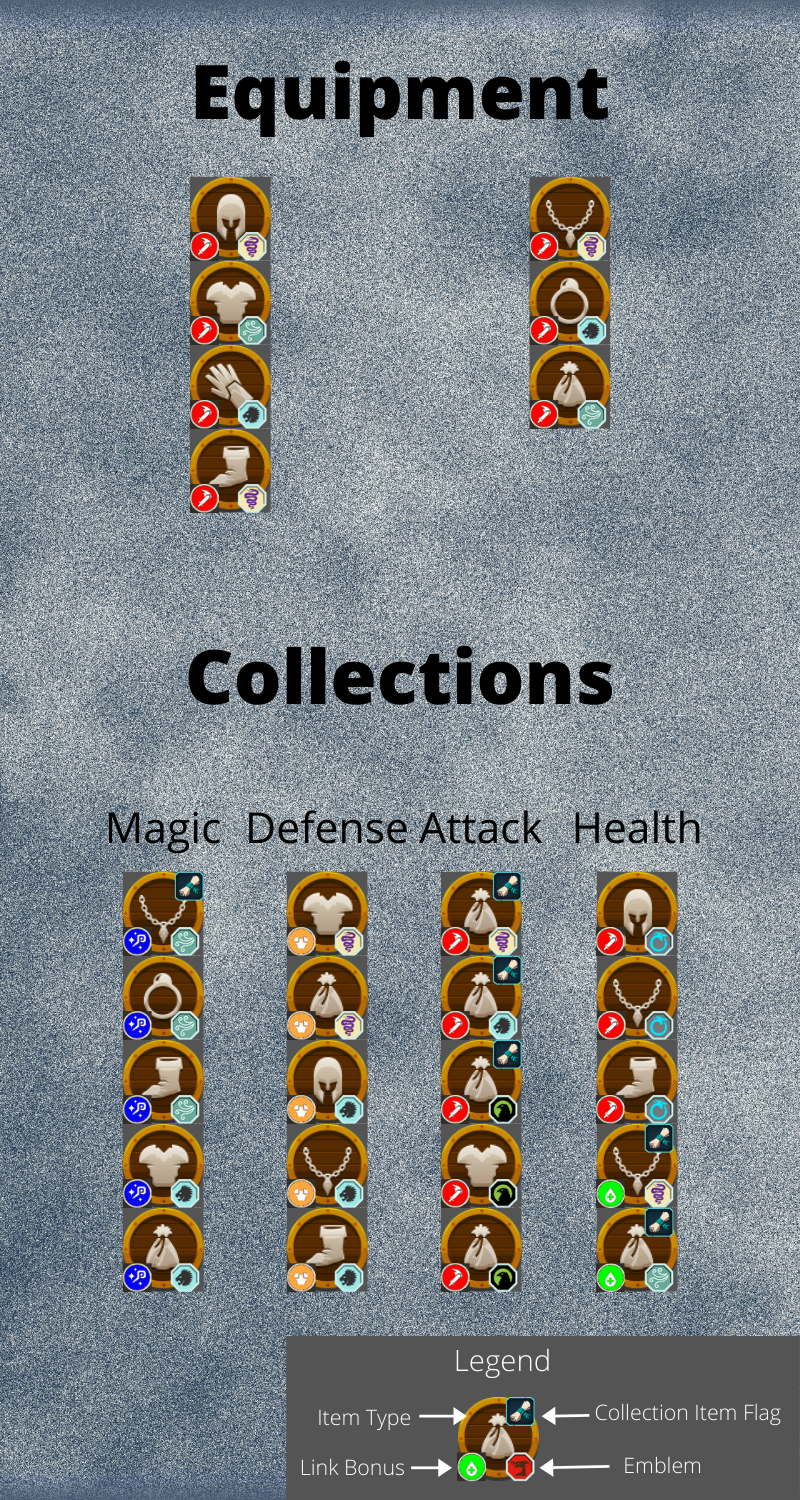 Equipment
Collections
Magic Defense Attack Health
Legend
Item Type
Collection Item Flag
Link Bonus
Emblem